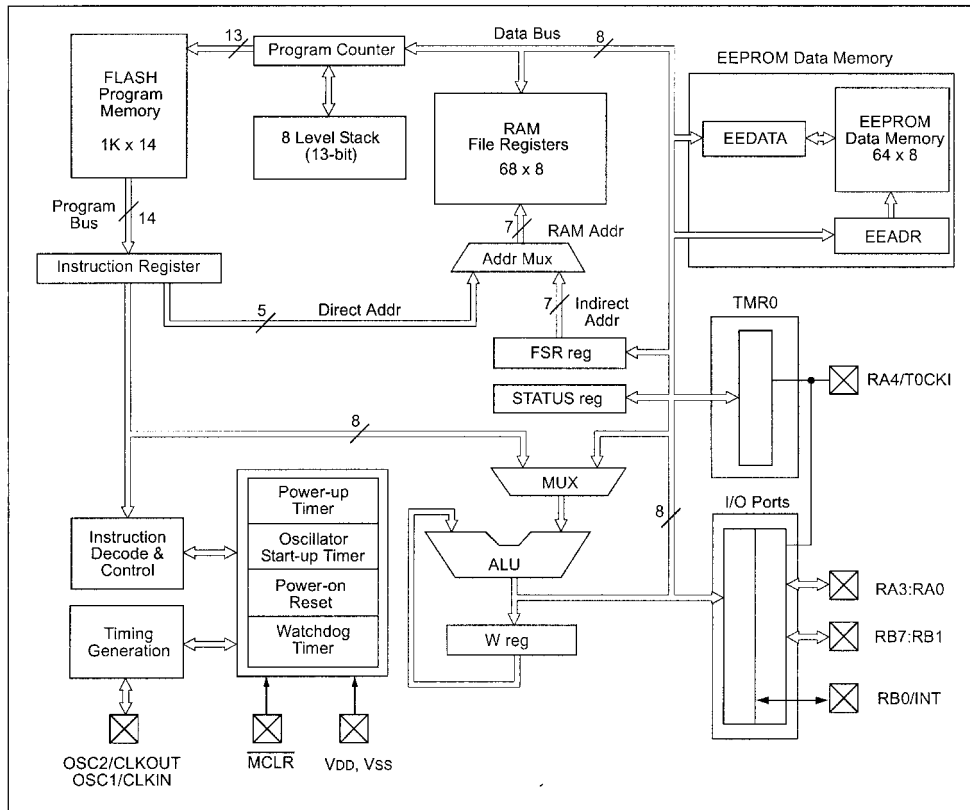 13
Program Counter
Data Bus
8
EEPROM Data Memory
FLASH
Program
Memory
1K x 14
8 Level Stack
(13-bit)
RAM
File Registers
68 x 8
EEDATA
EEPROM
Data Memory
64 x 8
EEADR
Program
Bus
14
7
RAM Addr
Addr Mux
Instruction Register
5
Direct Addr
7
Indirect
Addr
FSR reg
STATUS reg
TMR0
RA4/T0CKI
8
MUX
8
I/O Ports
Power-up
Timer
Oscillator
Start-up Timer
Power-on
Reset
Watchdog
Timer
Instruction
Decode &
Control
Timing
Generation
ALU
W reg
RA3:RA0
RB7:RB1
RB0/INT
OSC2/CLKOUT
OSC1/CLKIN
MCLR
VDD, VSS